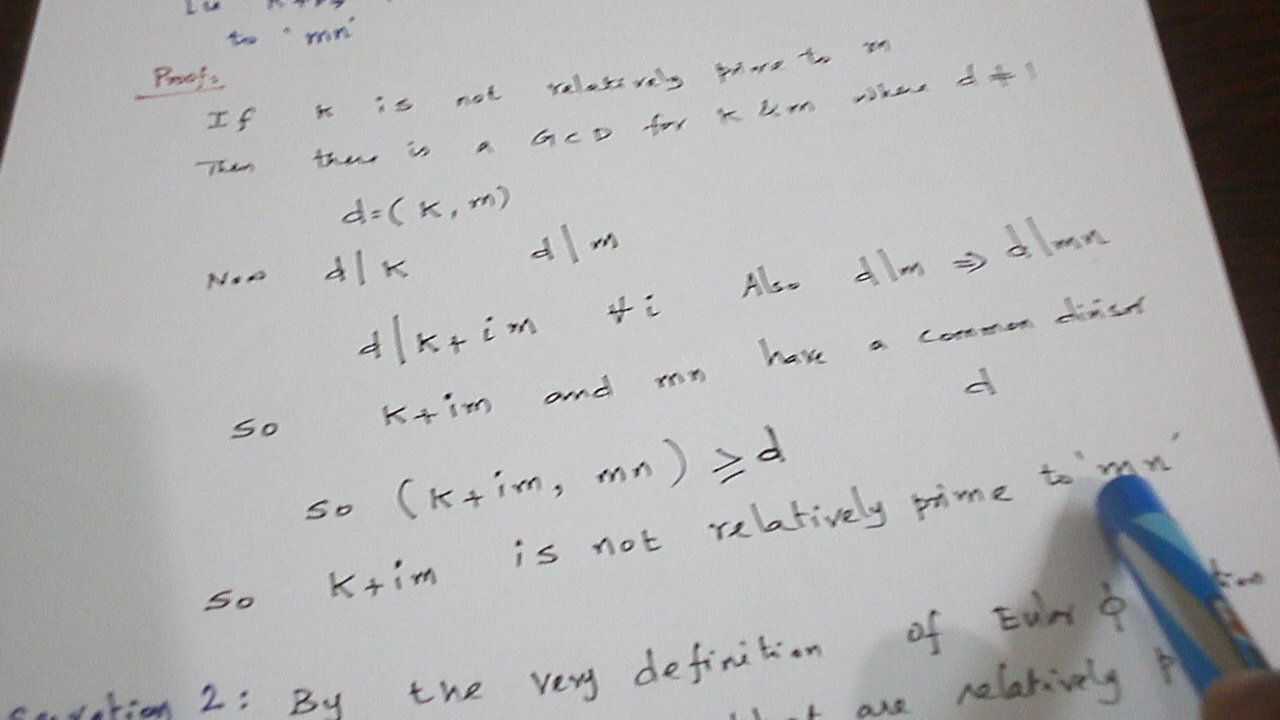 to 'mn'
Proof:
If k is not relatively prime to m
Then there is a GCD for k & m where d ≠ 1
d=(k,m)
Now d|k d|m
d|k+im ∀i Also d|m ⇒ d|mn
So k+im and mn have a common divisor
d
So (k+im, mn) ≥ d
So k+im is not relatively prime to 'mn'
2: By the very definition of Euler ϕ
are relatively